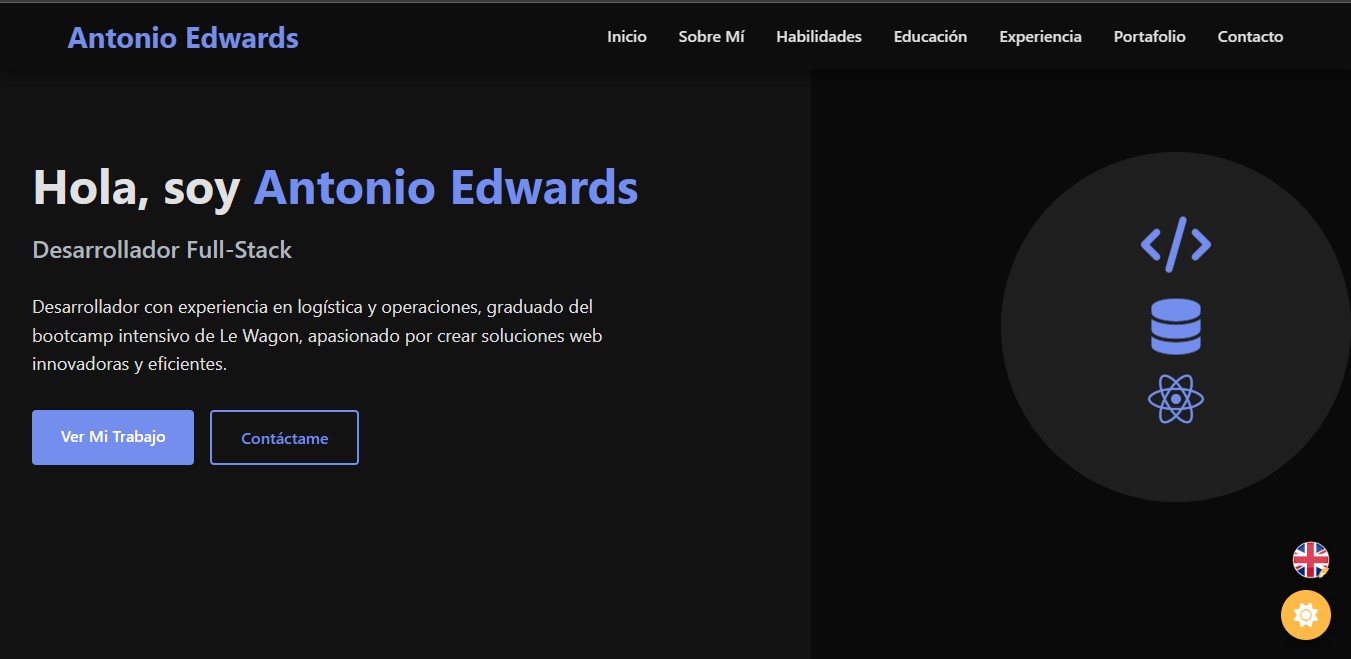 Antonio Edwards
Inicio Sobre Mí Habilidades Educación Experiencia Portafolio Contacto
Hola, soy Antonio Edwards
Desarrollador Full-Stack
Desarrollador con experiencia en logística y operaciones, graduado del
bootcamp intensivo de Le Wagon, apasionado por crear soluciones web
innovadoras y eficientes.
Ver Mi Trabajo
Contáctame